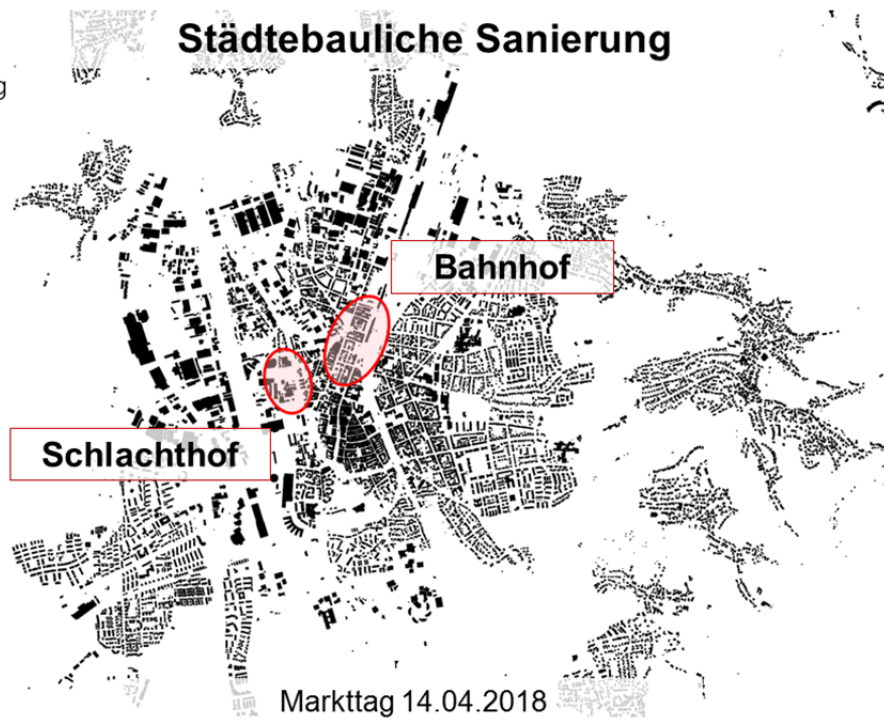 Städtebauliche Sanierung
g
Bahnhof
Schlachthof
Markttag 14.04.2018